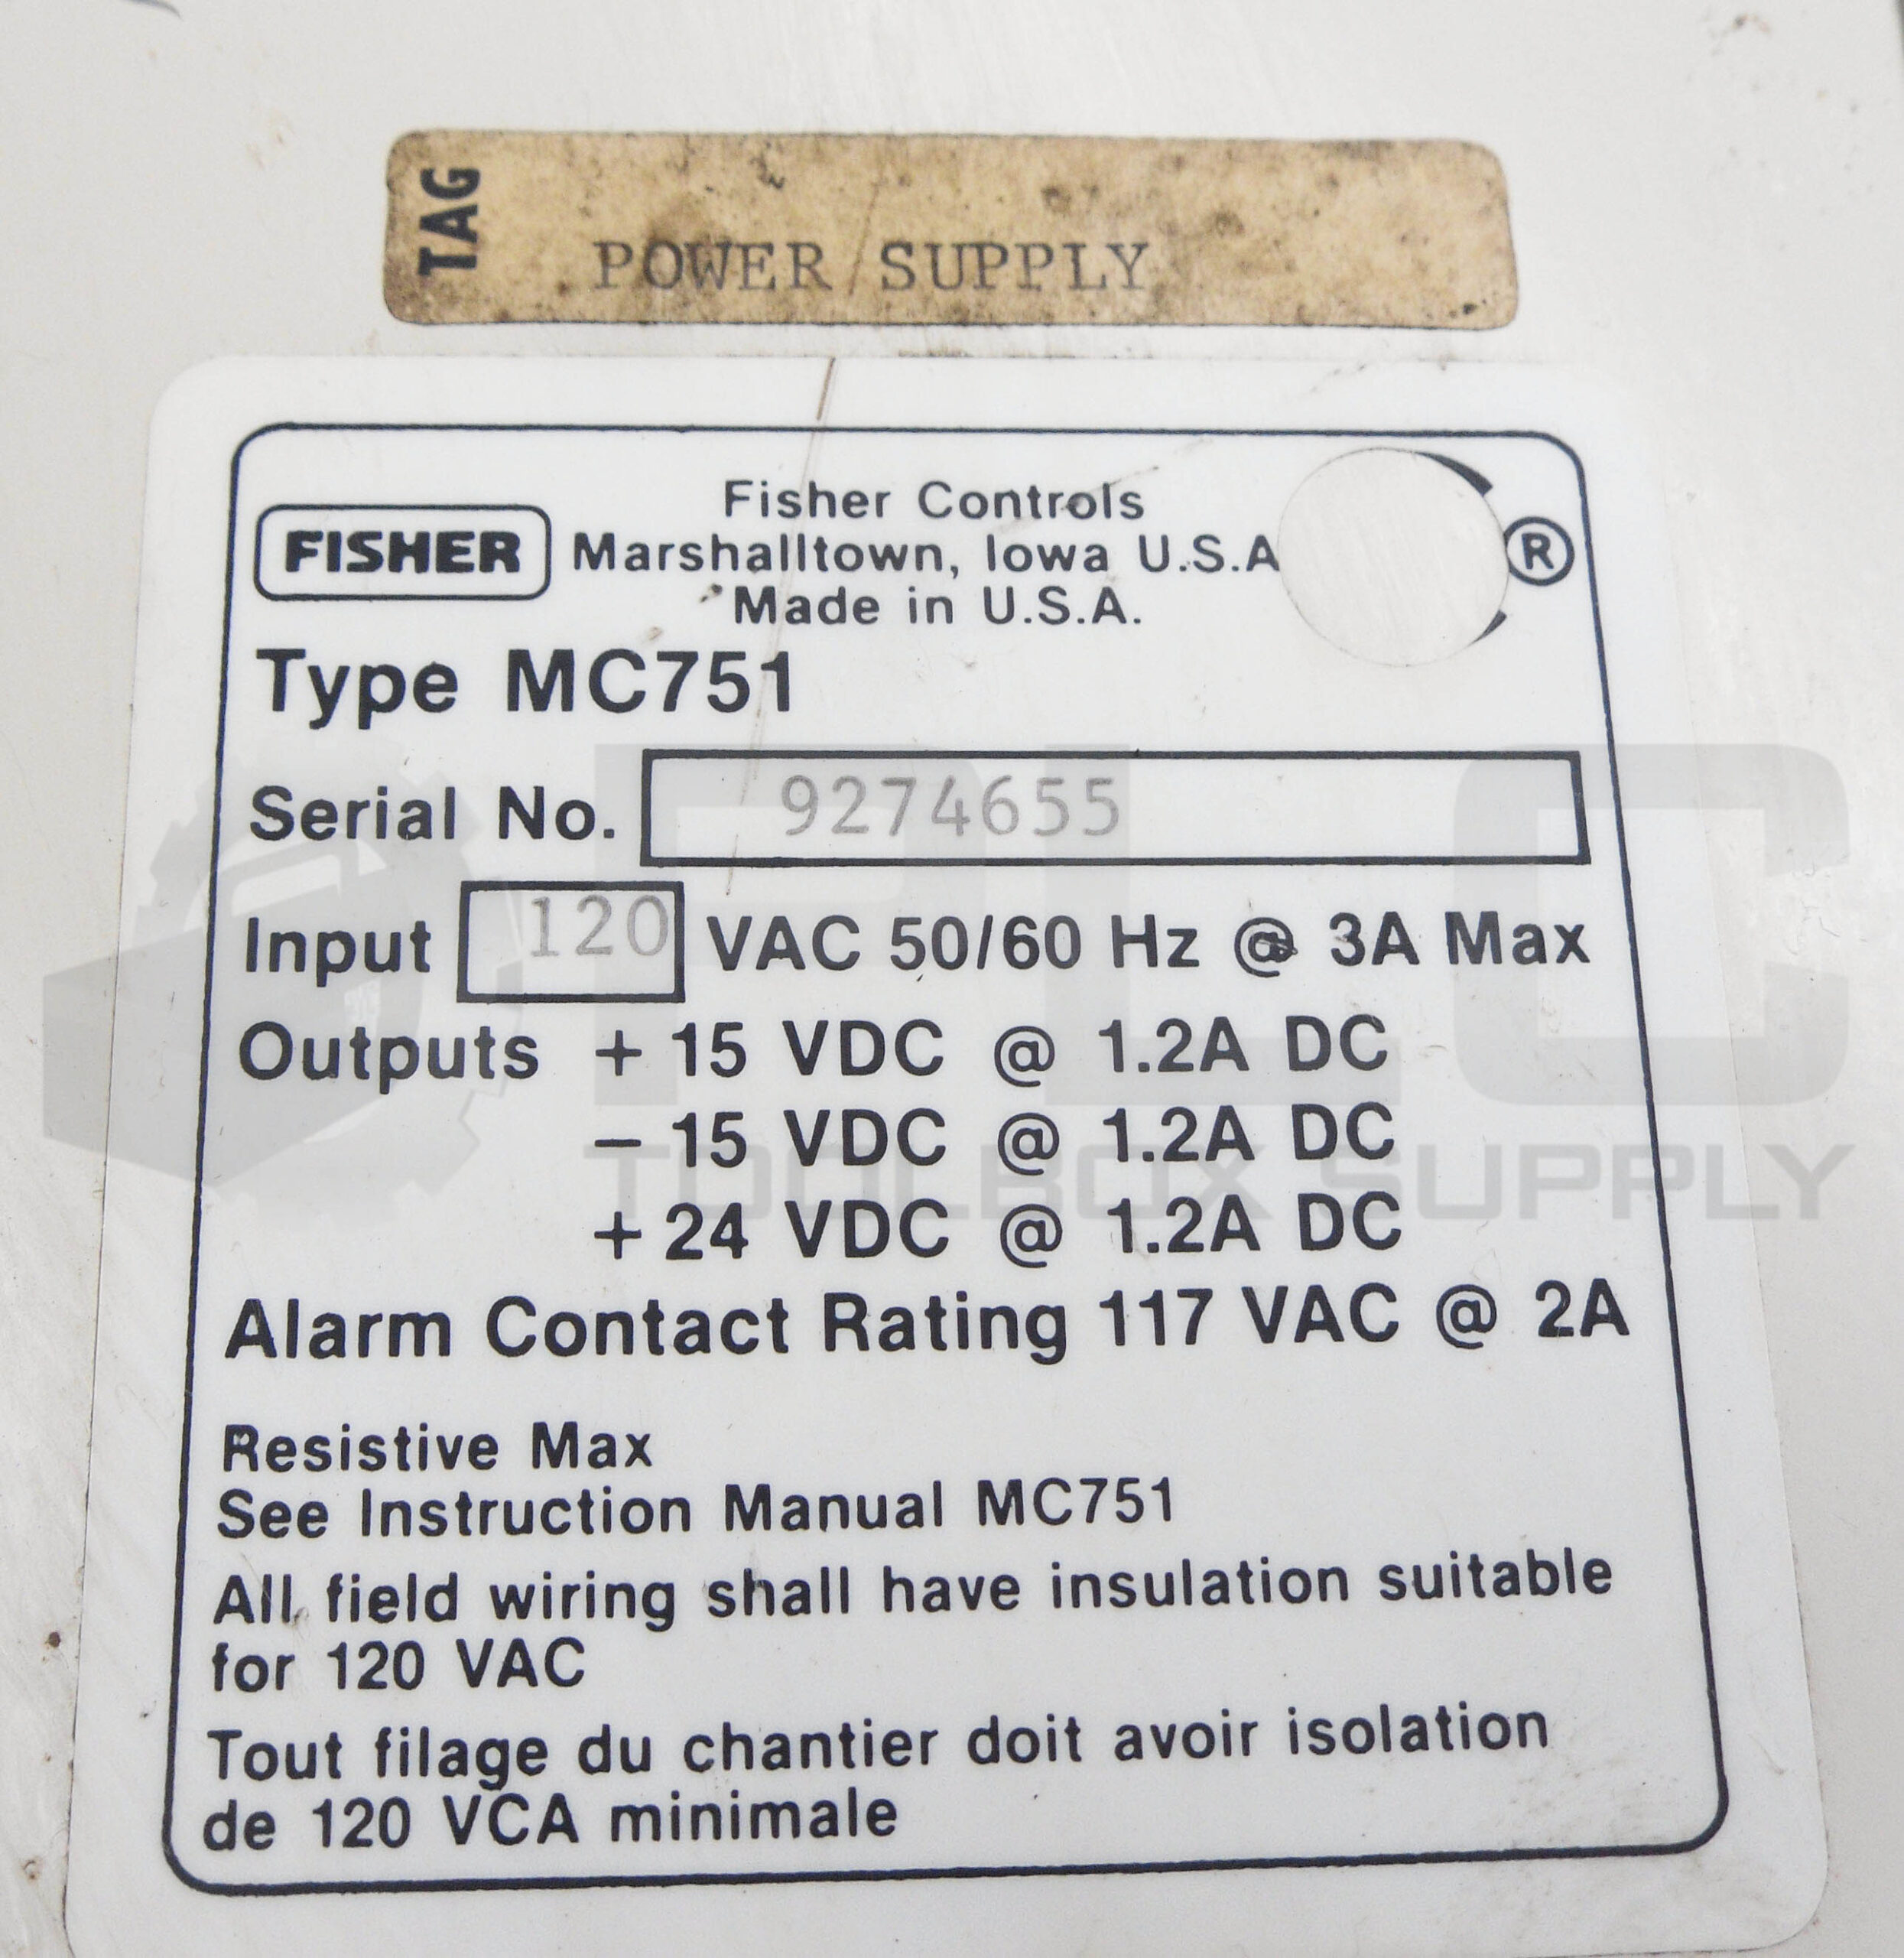 TAG
POWER SUPPLY
FISHER
Fisher Controls
Marshalltown, Iowa U.S.A
Made in U.S.A.
®
Type MC751
Serial No. 9274655
Input 120 VAC 50/60 Hz @ 3A Max
Outputs + 15 VDC @ 1.2A DC
– 15 VDC @ 1.2A DC
+ 24 VDC @ 1.2A DC
Alarm Contact Rating 117 VAC @ 2A
Resistive Max
See Instruction Manual MC751
All field wiring shall have insulation suitable
for 120 VAC
Tout filage du chantier doit avoir isolation
de 120 VCA minimale
PLC
TOOLBOX SUPPLY